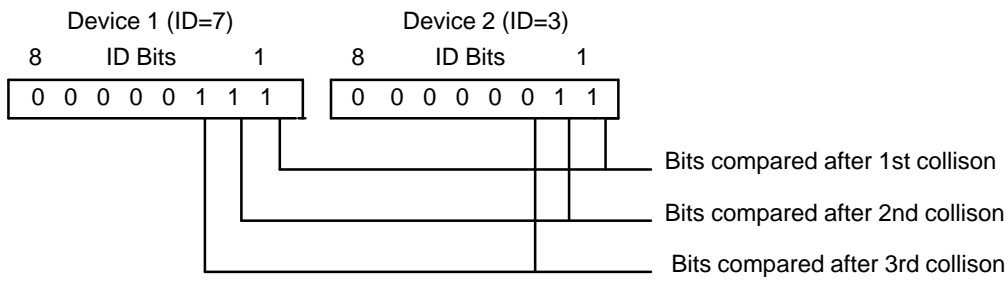 Device 1 (ID=7) Device 2 (ID=3)
8 ID Bits 1 8 ID Bits 1
0 0 0 0 0 1 1 1 0 0 0 0 0 0 1 1
Bits compared after 1st collison
Bits compared after 2nd collison
Bits compared after 3rd collison